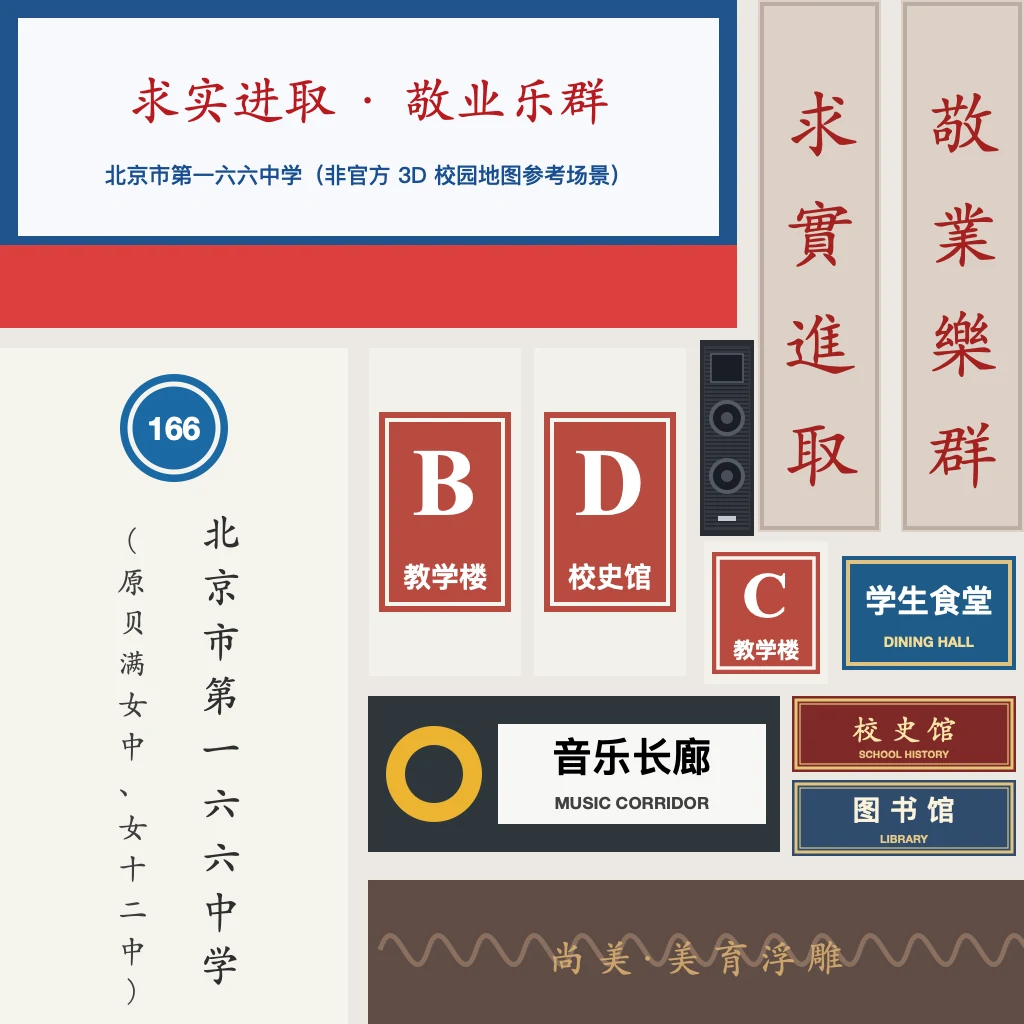 求实进取 · 敬业乐群
北京市第一六六中学（非官方 3D 校园地图参考场景）
求實進取
敬業樂群
166
北京市第一六六中学
（原贝满女中、女十二中）
B
教学楼
D
校史馆
C
教学楼
学生食堂
DINING HALL
音乐长廊
MUSIC CORRIDOR
校史馆
SCHOOL HISTORY
图书馆
LIBRARY
尚美·美育浮雕